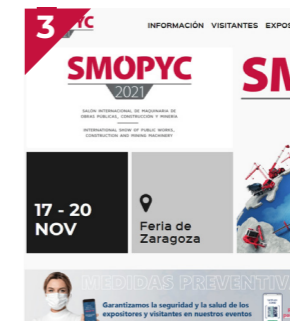 3
INFORMACIÓN VISITANTES
SMOPYC
2021
SALÓN INTERNACIONAL DE MAQUINARIA DE
OBRAS PÚBLICAS, CONSTRUCCIÓN Y MINERÍA
INTERNATIONAL SHOW OF PUBLIC WORKS,
CONSTRUCTION AND MINING MACHINERY
17 - 20
NOV
Feria de
Zaragoza
MEDIDAS
Garantizamos la seguridad y la salud de los
expositores y visitantes en nuestros eventos